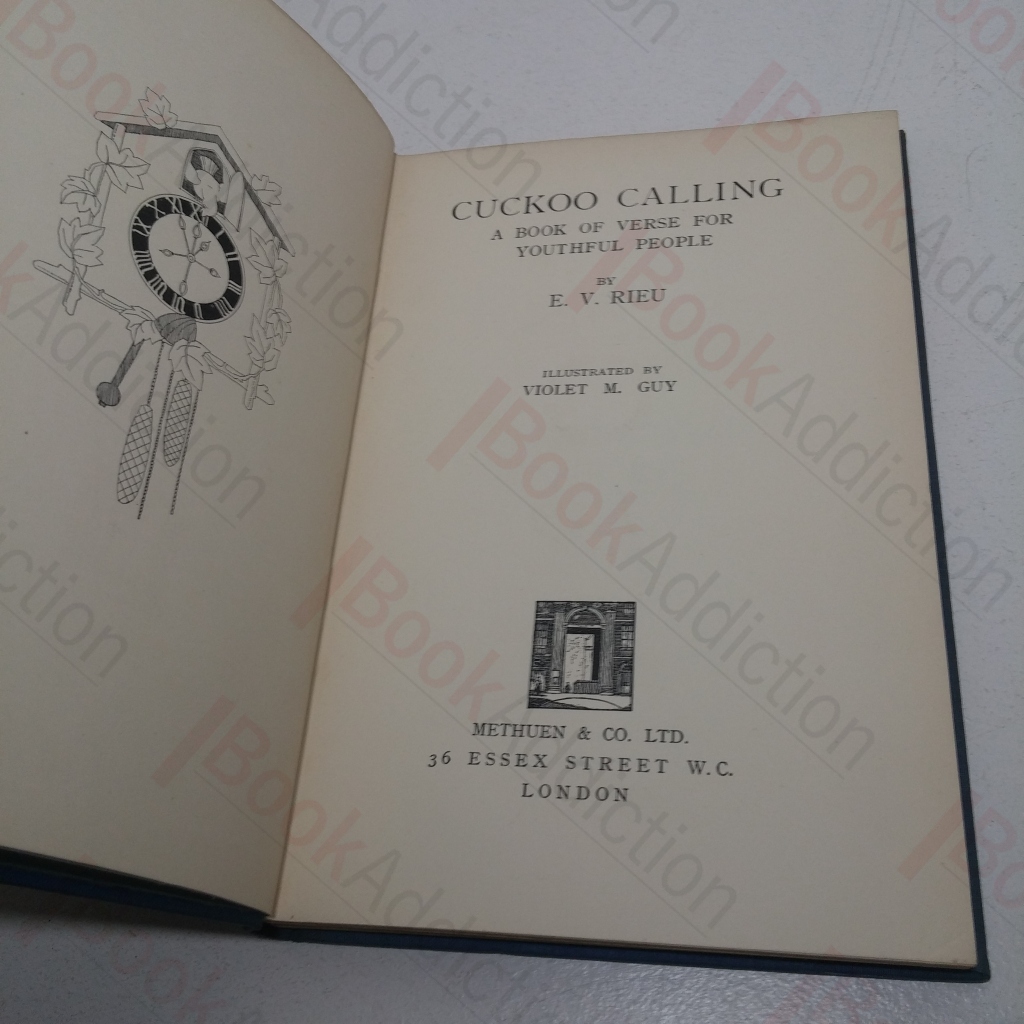 CUCKOO CALLING
A BOOK OF VERSE FOR
YOUTHFUL PEOPLE
BY
E. V. RIEU
ILLUSTRATED BY
VIOLET M. GUY
METHUEN & CO. LTD.
36 ESSEX STREET W.C.
LONDON
BookAddiction